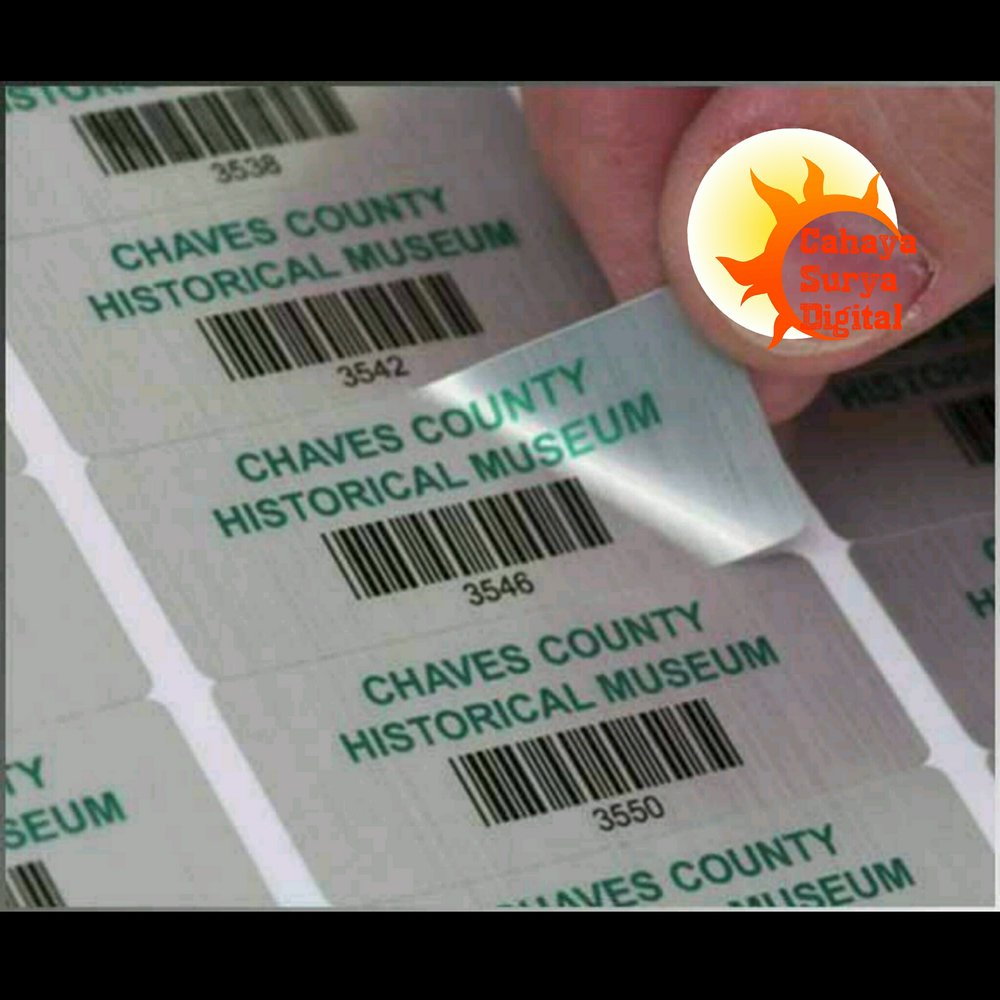 3538
CHAVES COUNTY
HISTORICAL MUSEUM
3542
CHAVES COUNTY
HISTORICAL MUSEUM
3546
CHAVES COUNTY
HISTORICAL MUSEUM
3550
CHAVES COUNTY
MUSEUM
Cahaya
Surya
Digital